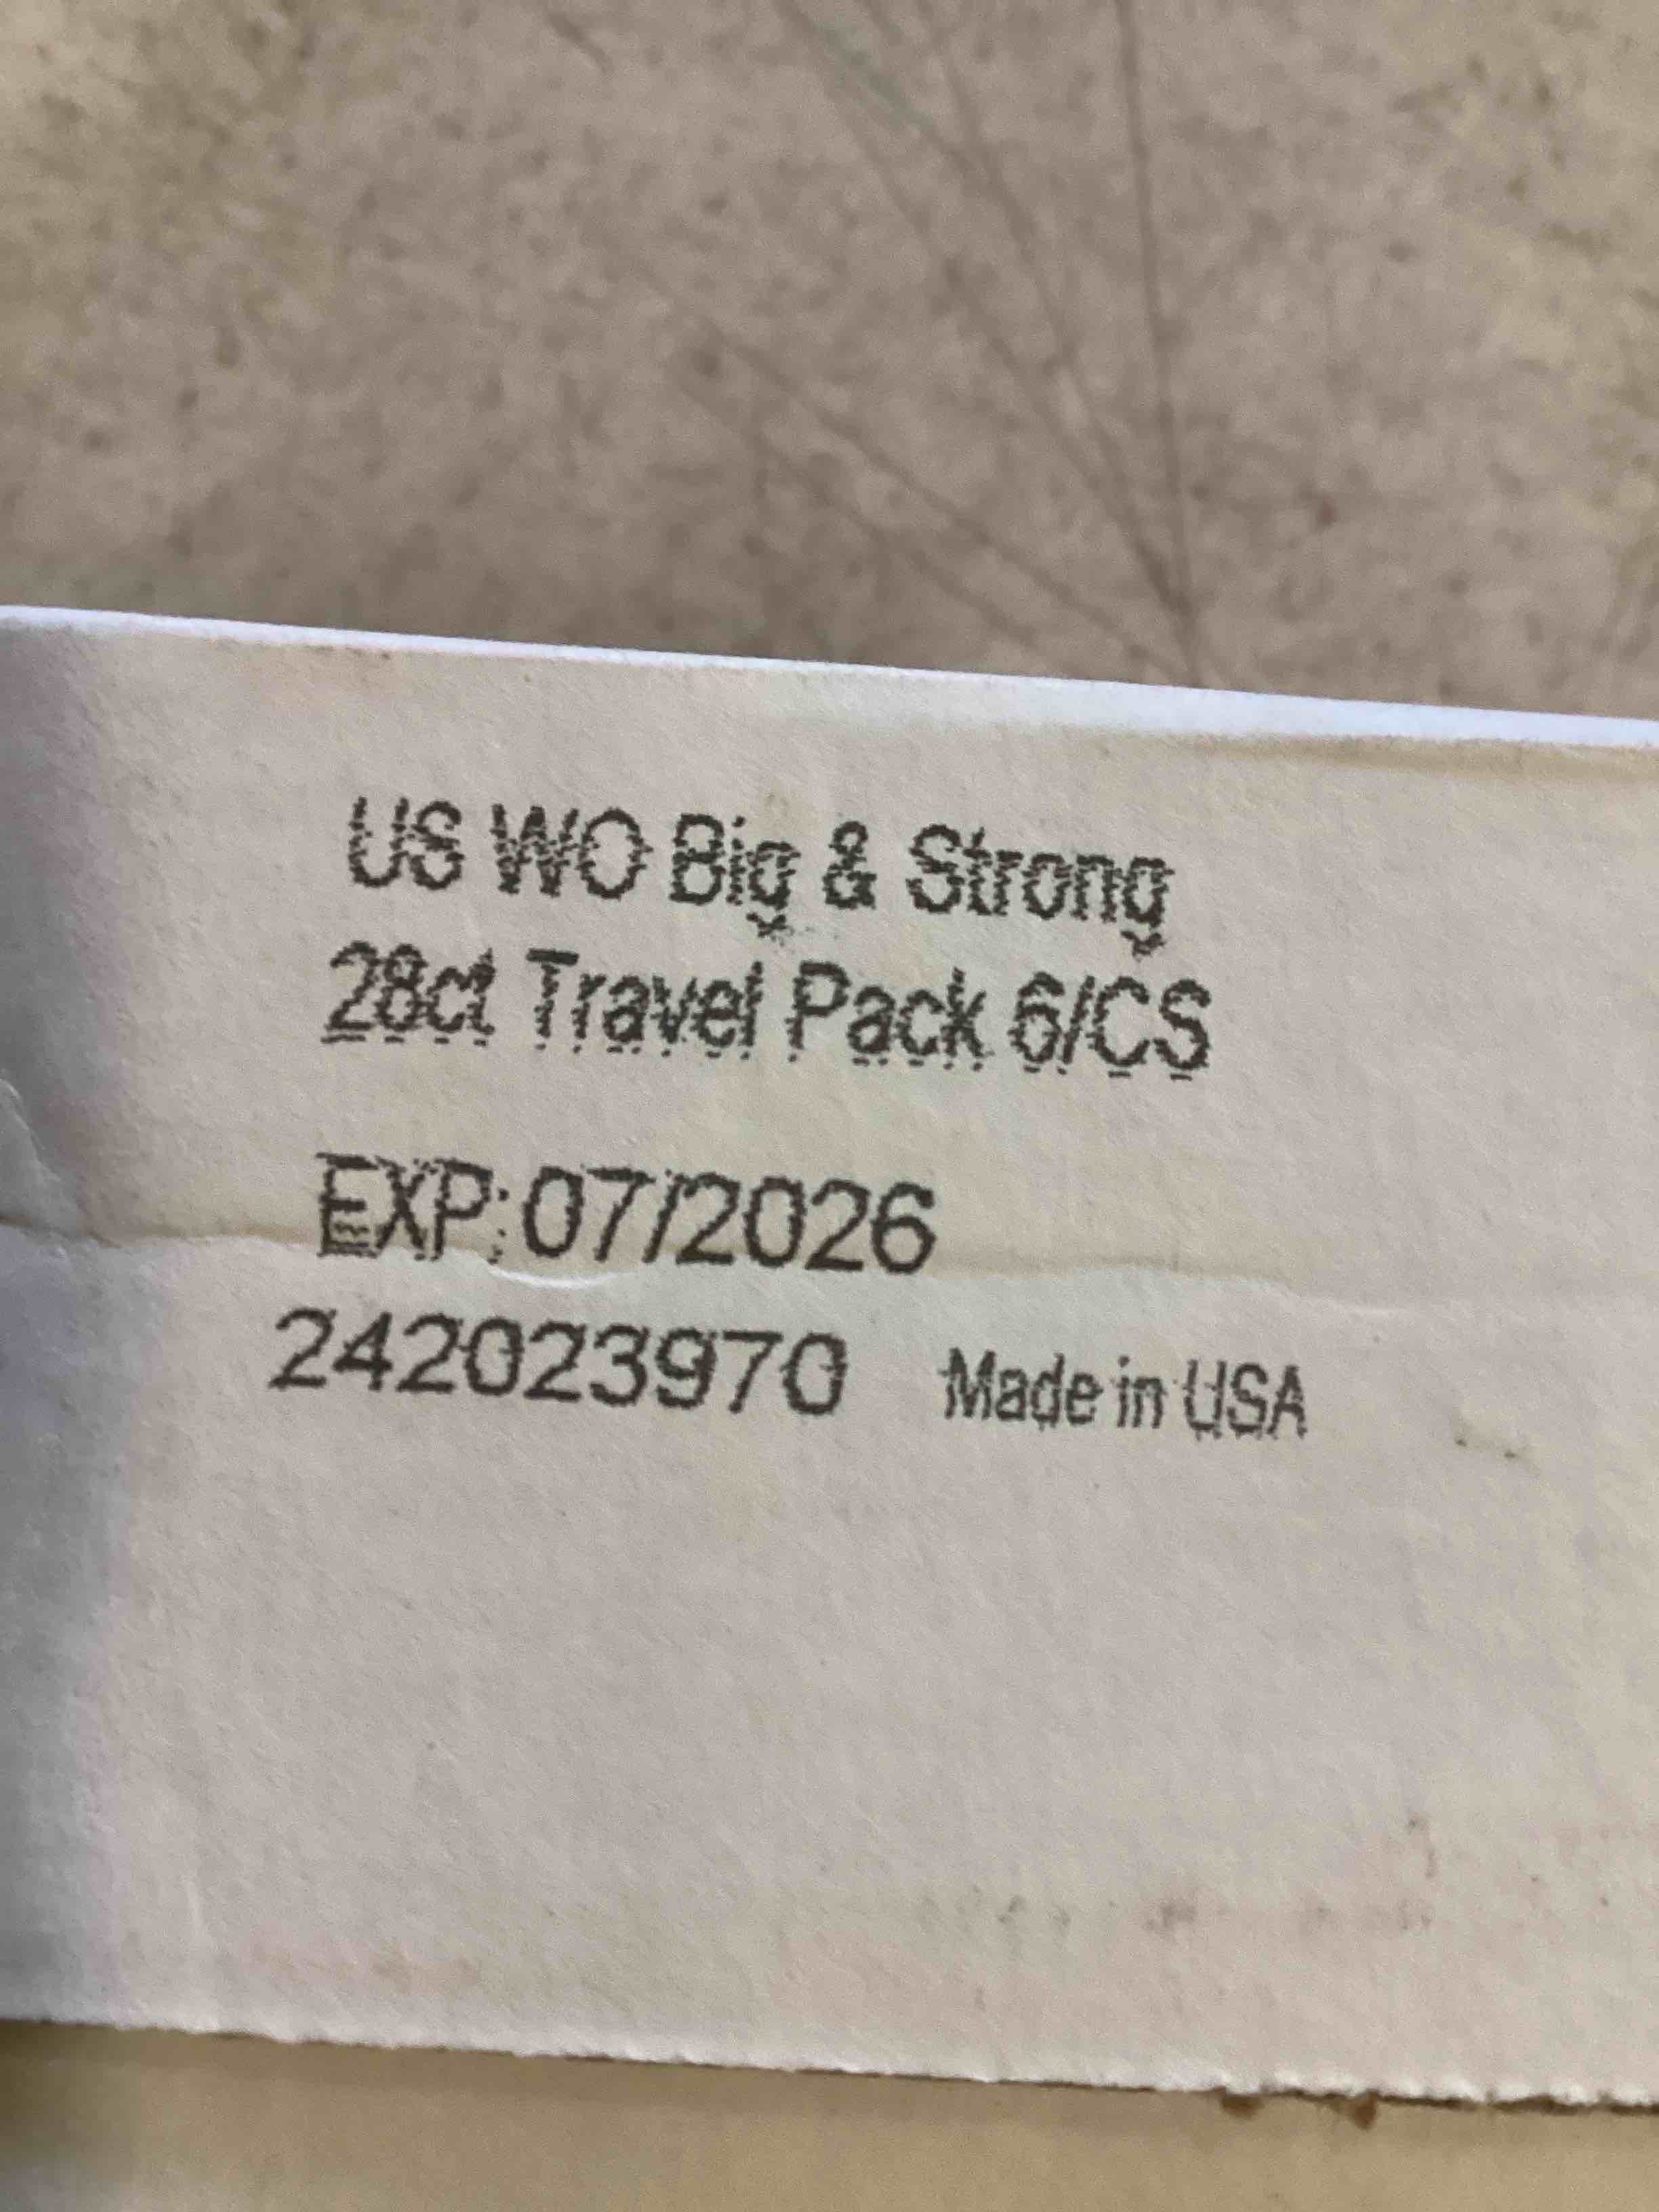 US WO Big & Strong
28ct Travel Pack 6/CS
EXP: 07/2026
242023970 Made in USA